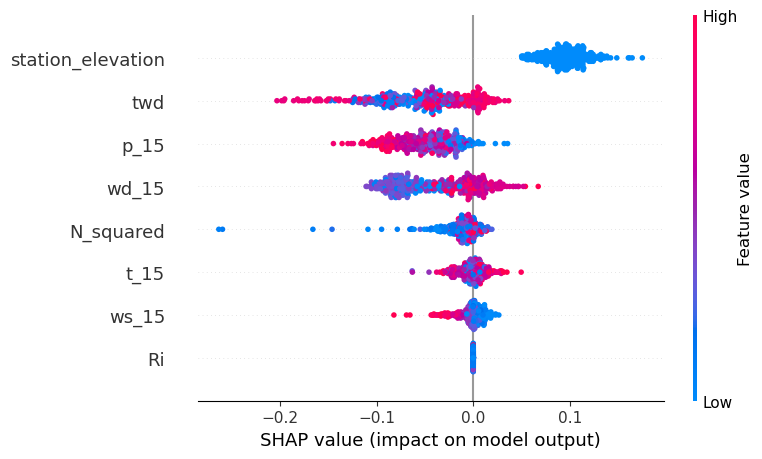 High
station_elevation
twd
p_15
wd_15
N_squared
t_15
ws_15
Ri
Feature value
Low
−0.2 −0.1 0.0 0.1
SHAP value (impact on model output)